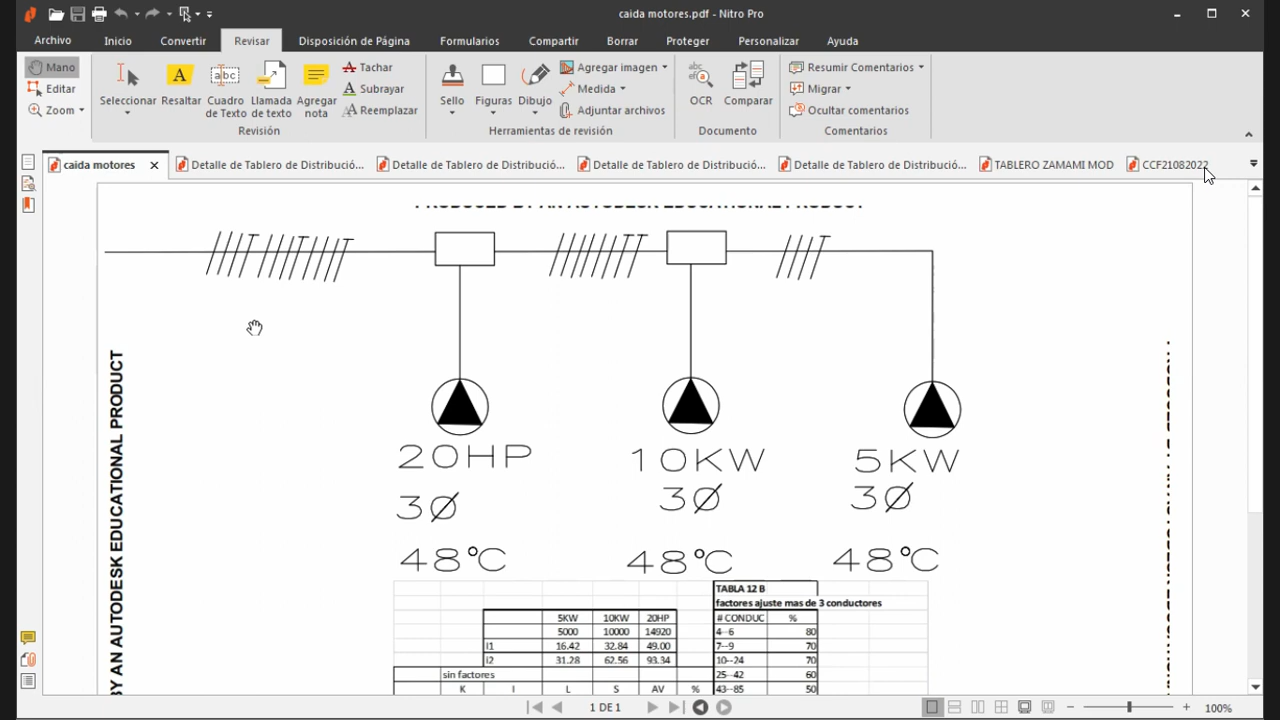 caida motores.pdf - Nitro Pro
Archivo Inicio Convertir Revisar Disposición de Página Formularios Compartir Borrar Proteger Personalizar Ayuda
Mano
Editar
Zoom
Seleccionar
Resaltar
Cuadro de Texto
Llamada de texto
Agregar nota
Tachar
Subrayar
Reemplazar
Revisión
Sello
Figuras
Dibujo
Agregar imagen
Medida
Adjuntar archivos
Herramientas de revisión
OCR
Comparar
Documento
Resumir Comentarios
Migrar
Ocultar comentarios
Comentarios
caida motores Detalle de Tablero de Distribució... Detalle de Tablero de Distribució... Detalle de Tablero de Distribució... Detalle de Tablero de Distribució... TABLERO ZAMAMI MOD CCF21082022
PRODUCED BY AN AUTODESK EDUCATIONAL PRODUCT
BY AN AUTODESK EDUCATIONAL PRODUCT
20HP 10KW 5KW
3Ø 3Ø 3Ø
48°C 48°C 48°C
TABLA 12 B
factores ajuste mas de 3 conductores
5KW 10KW 20HP # CONDUC %
5000 10000 14920 4--6 80
I1 16.42 32.84 49.00 7--9 70
I2 31.28 62.56 93.34 10--24 70
sin factores 25--42 60
K I L S AV % 43--85 50
1 DE 1
100%